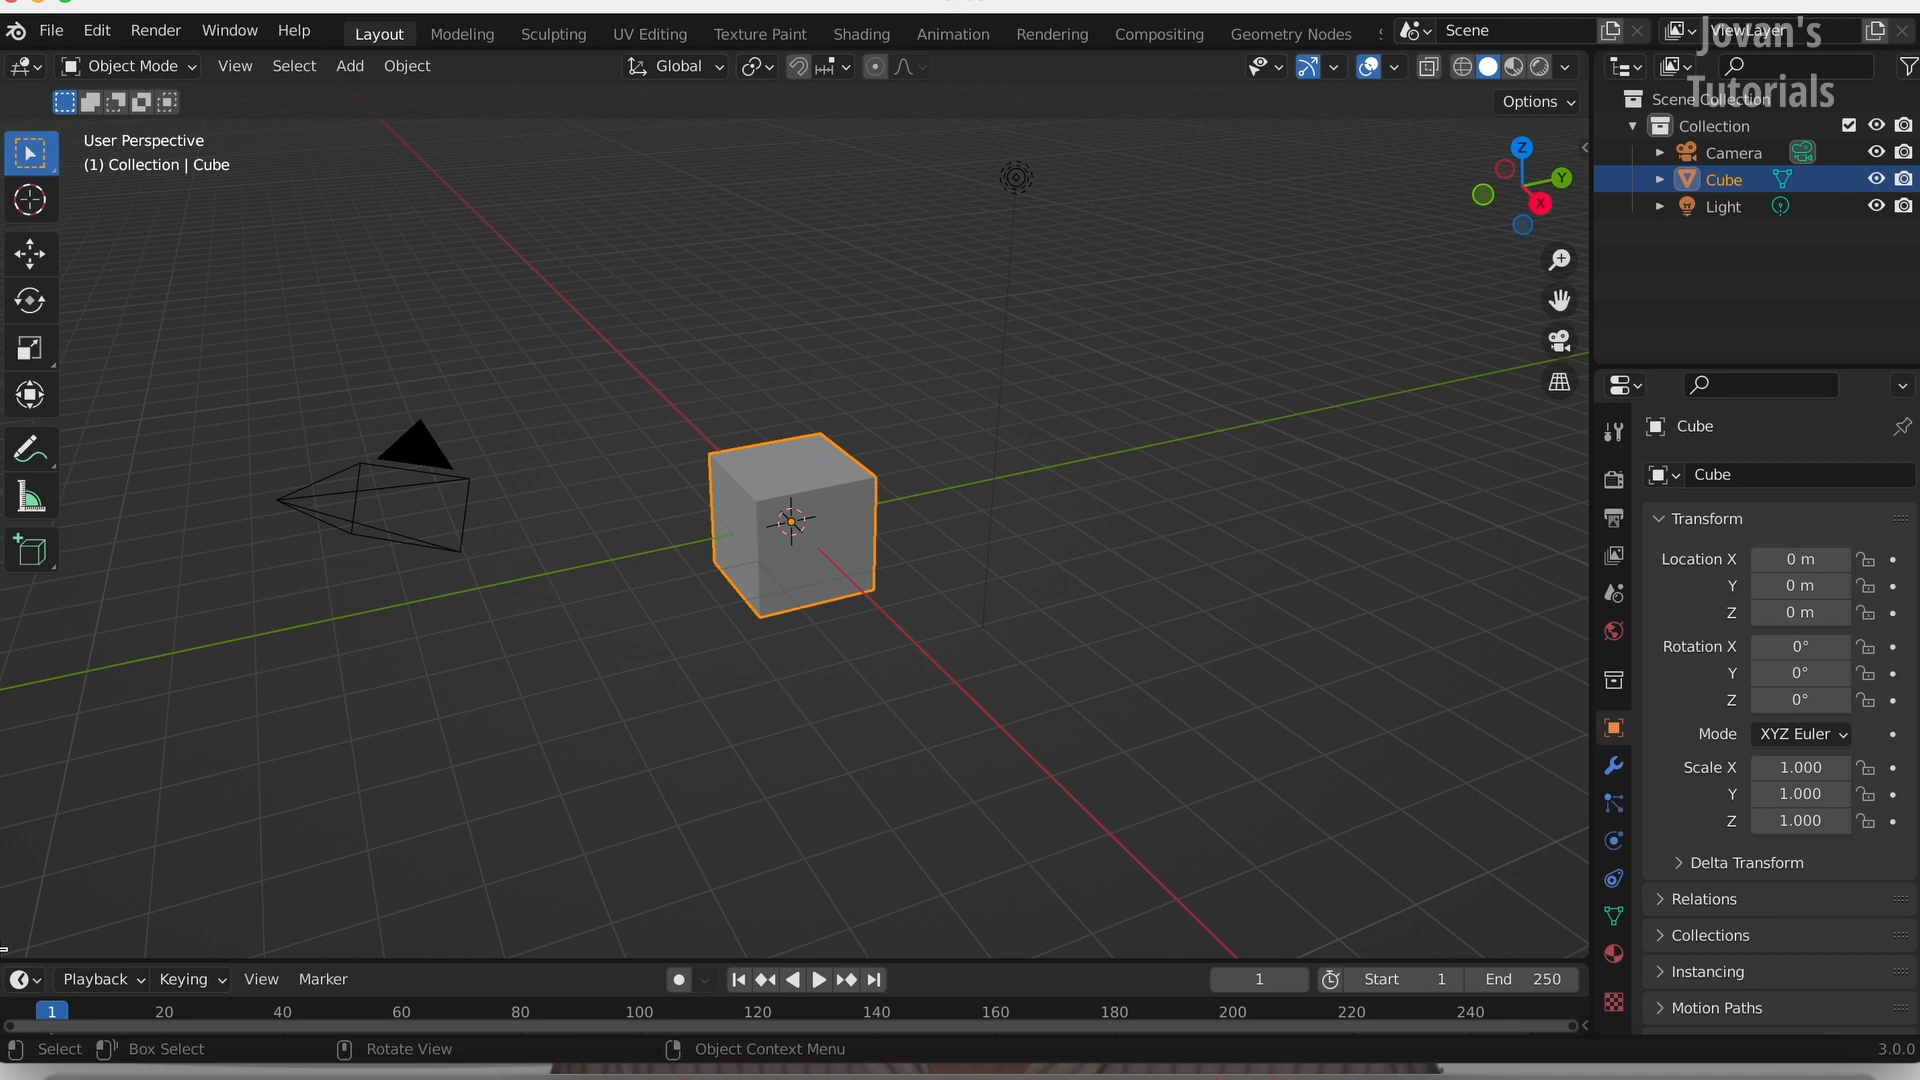 File Edit Render Window Help Layout Modeling Sculpting UV Editing Texture Paint Shading Animation Rendering Compositing Geometry Nodes Scene ViewLayer
Jovan's
Tutorials
Object Mode View Select Add Object Global
Options
User Perspective
(1) Collection | Cube
Z
Y
X
Scene Collection
Collection
Camera
Cube
Light
Cube
Cube
Transform
Location X 0 m
Y 0 m
Z 0 m
Rotation X 0°
Y 0°
Z 0°
Mode XYZ Euler
Scale X 1.000
Y 1.000
Z 1.000
Delta Transform
Relations
Collections
Instancing
Motion Paths
Playback Keying View Marker 1 Start 1 End 250
1 20 40 60 80 100 120 140 160 180 200 220 240
Select Box Select Rotate View Object Context Menu 3.0.0